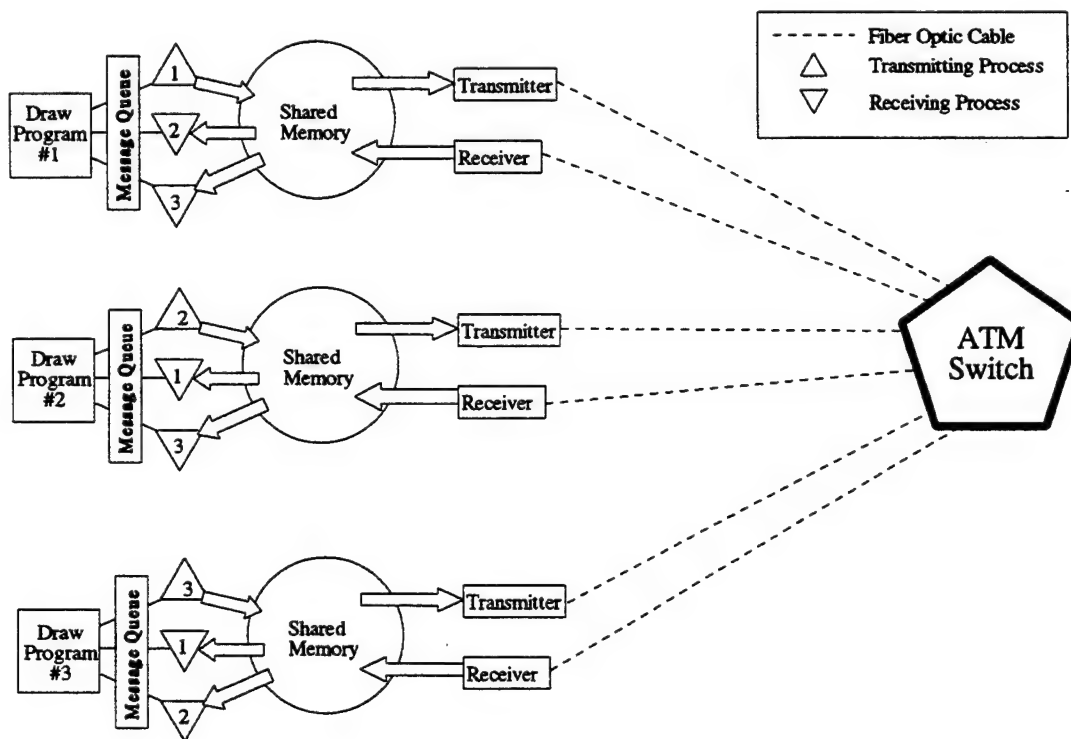 Fiber Optic Cable
Transmitting Process
Receiving Process
Draw
Program
#1
Message Queue
1
2
3
Shared
Memory
Transmitter
Receiver
Draw
Program
#2
Message Queue
2
1
3
Shared
Memory
Transmitter
Receiver
ATM
Switch
Draw
Program
#3
Message Queue
3
1
2
Shared
Memory
Transmitter
Receiver